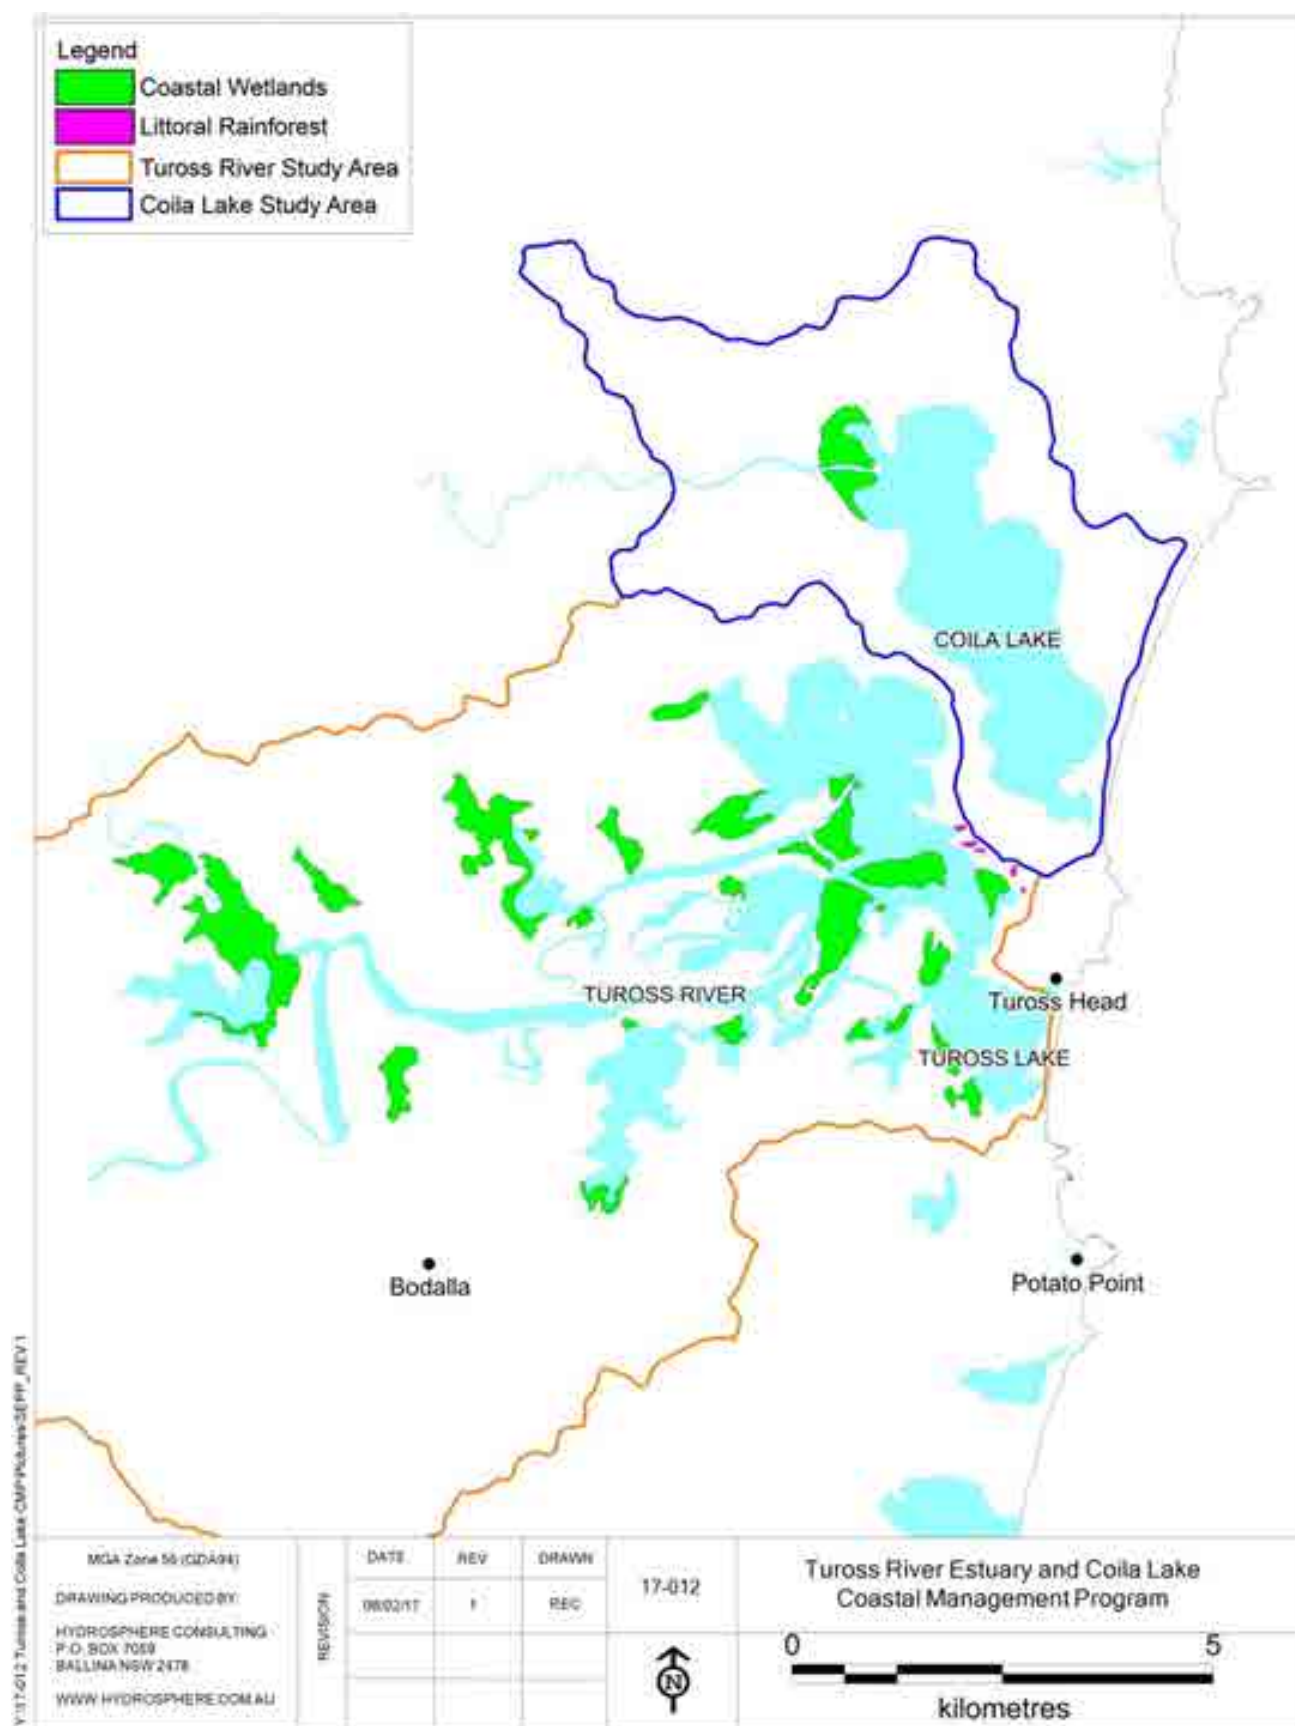 Legend
Coastal Wetlands
Littoral Rainforest
Tuross River Study Area
Coila Lake Study Area
COILA LAKE
TUROSS RIVER
Tuross Head
TUROSS LAKE
Bodalla
Potato Point
MGA Zone 56 (GDA94)
DRAWING PRODUCED BY:
HYDROSPHERE CONSULTING
P.O. BOX 7059
BALLINA NSW 2478
WWW.HYDROSPHERE.COM.AU
REVISION
DATE REV DRAWN
08/02/17 1 REC
17-012
N
Tuross River Estuary and Coila Lake
Coastal Management Program
0 5
kilometres